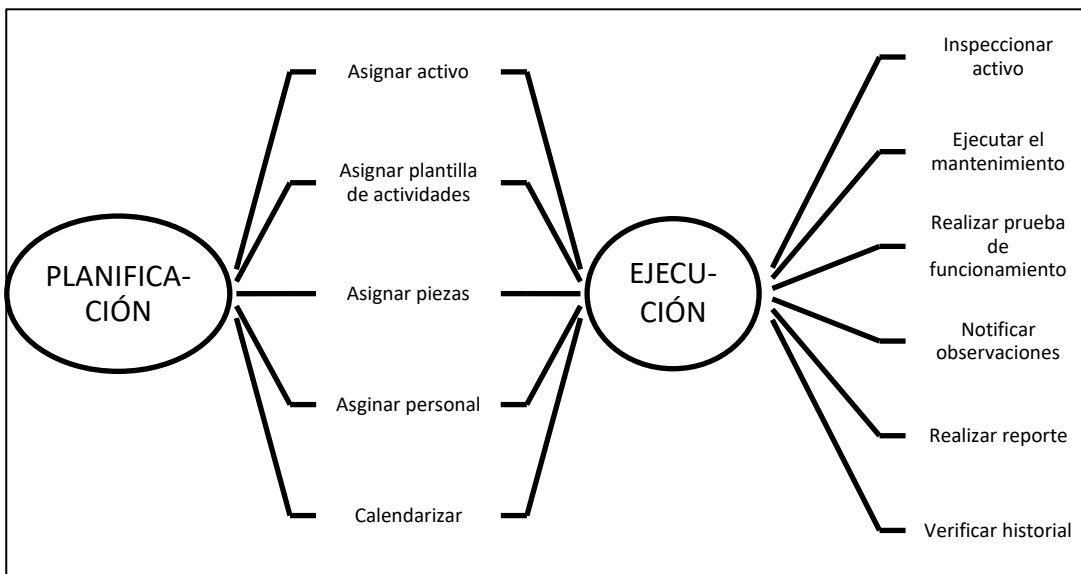 PLANIFICA-
CIÓN
Asignar activo
Asignar plantilla
de actividades
Asignar piezas
Asginar personal
Calendarizar
EJECU-
CIÓN
Inspeccionar
activo
Ejecutar el
mantenimiento
Realizar prueba
de
funcionamiento
Notificar
observaciones
Realizar reporte
Verificar historial